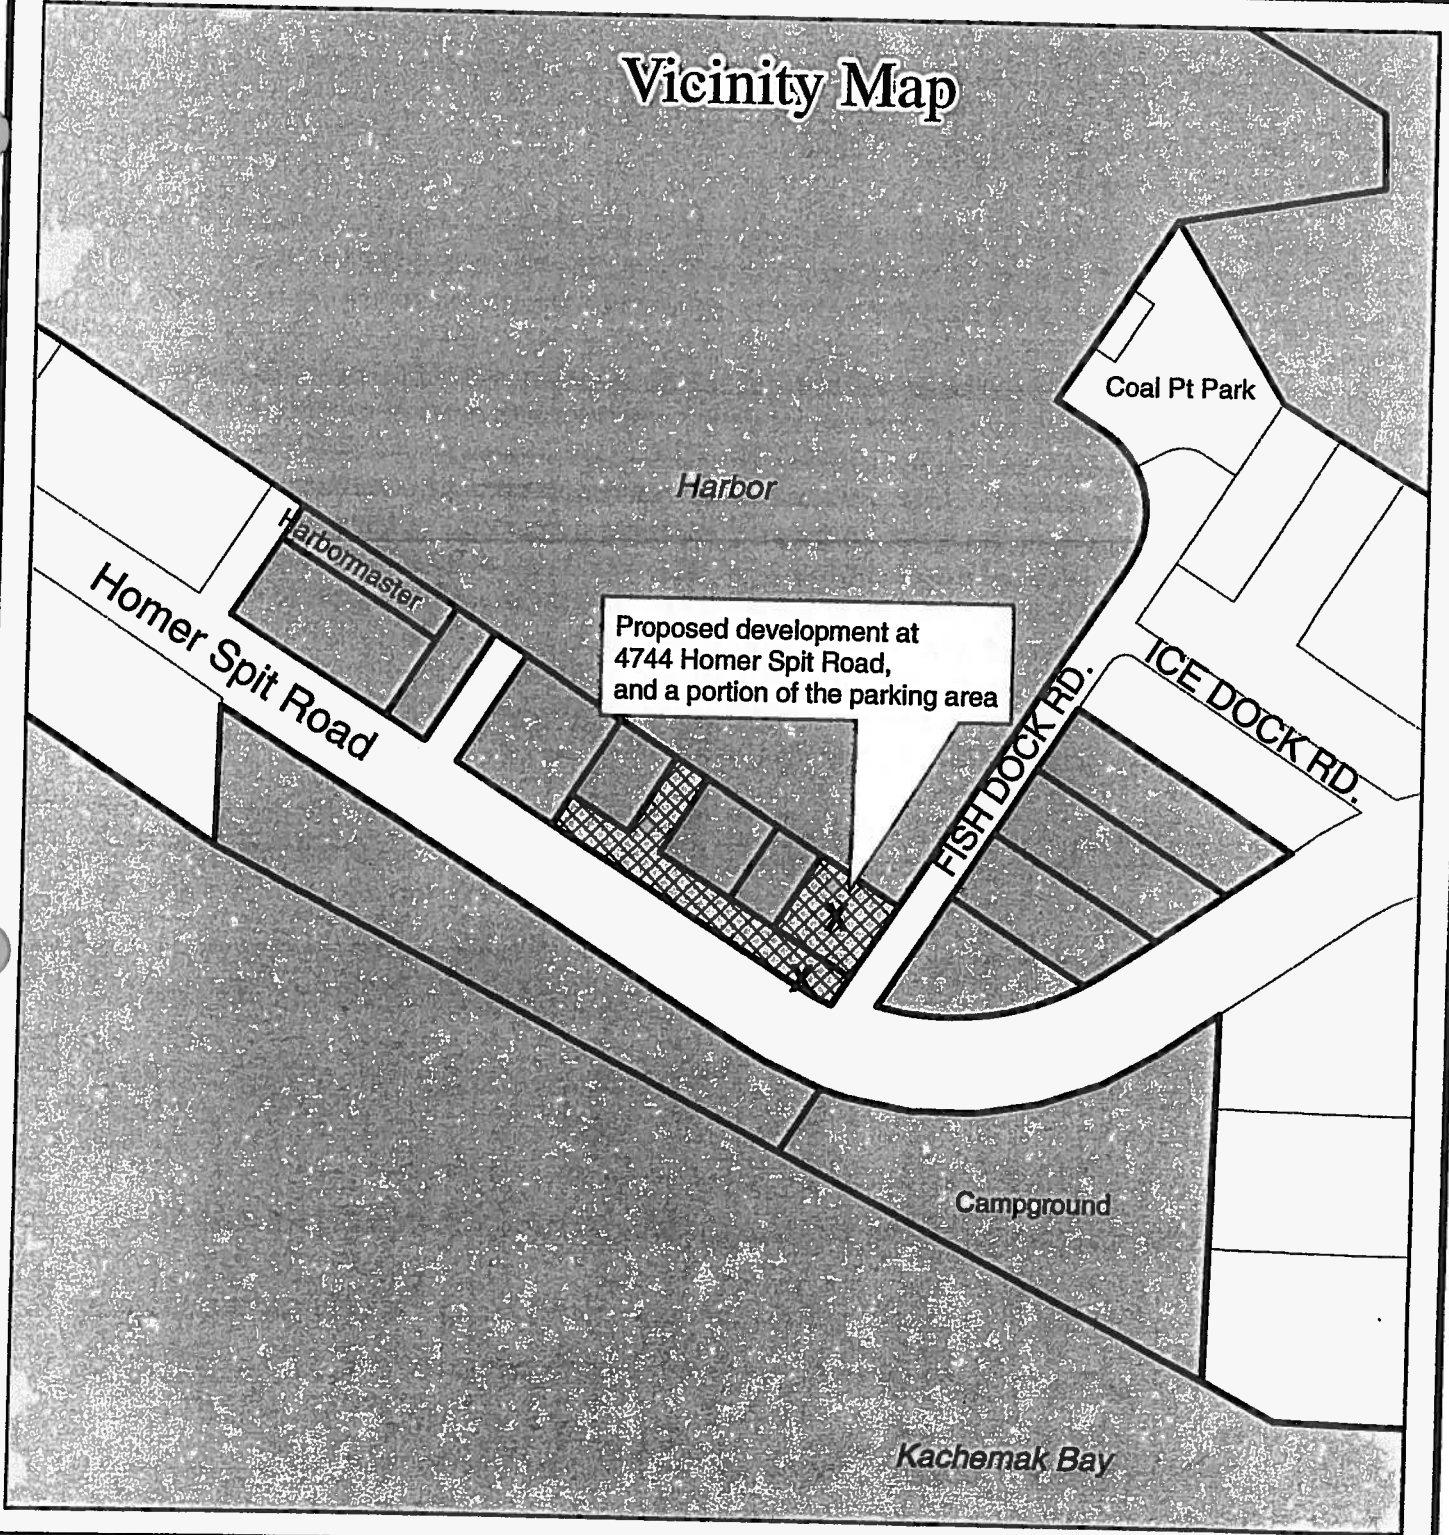 Vicinity Map
Coal Pt Park
Harbor
Harbormaster
Homer Spit Road
Proposed development at
4744 Homer Spit Road,
and a portion of the parking area
ICE DOCK RD.
FISH DOCK RD.
X
X
Campground
Kachemak Bay